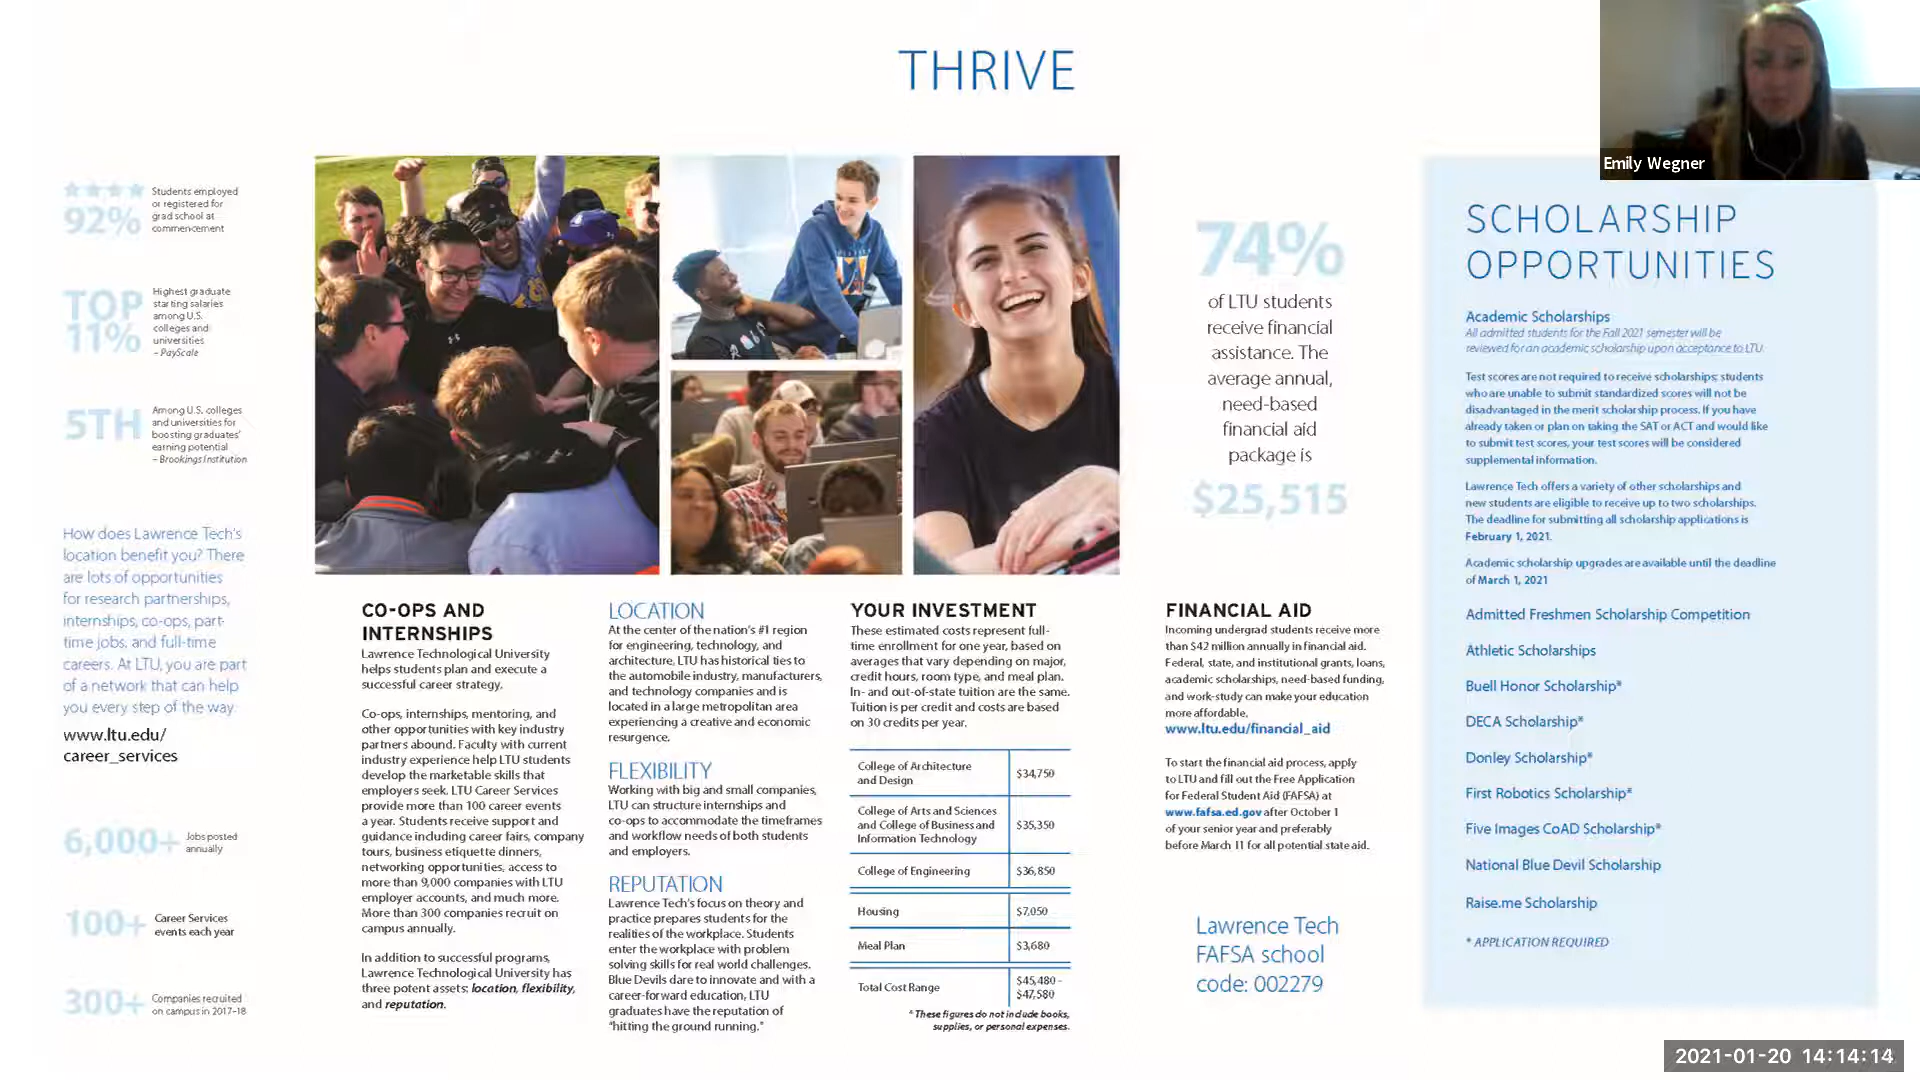 THRIVE
Emily Wegner
92%
Students employed
or registered for
grad school at
commencement
TOP
11%
Highest graduate
starting salaries
among U.S.
colleges and
universities
– PayScale
5TH
Among U.S. colleges
and universities for
boosting graduates'
earning potential
– Brookings Institution
How does Lawrence Tech's
location benefit you? There
are lots of opportunities
for research partnerships,
internships, co-ops, part-
time jobs, and full-time
careers. At LTU, you are part
of a network that can help
you every step of the way.
www.ltu.edu/
career_services
6,000+
Jobs posted
annually
100+
Career Services
events each year
300+
Companies recruited
on campus in 2017-18
CO-OPS AND
INTERNSHIPS
Lawrence Technological University
helps students plan and execute a
successful career strategy.
Co-ops, internships, mentoring, and
other opportunities with key industry
partners abound. Faculty with current
industry experience help LTU students
develop the marketable skills that
employers seek. LTU Career Services
provide more than 100 career events
a year. Students receive support and
guidance including career fairs, company
tours, business etiquette dinners,
networking opportunities, access to
more than 9,000 companies with LTU
employer accounts, and much more.
More than 300 companies recruit on
campus annually.
In addition to successful programs,
Lawrence Technological University has
three potent assets: location, flexibility,
and reputation.
LOCATION
At the center of the nation's #1 region
for engineering, technology, and
architecture, LTU has historical ties to
the automobile industry, manufacturers,
and technology companies and is
located in a large metropolitan area
experiencing a creative and economic
resurgence.
FLEXIBILITY
Working with big and small companies,
LTU can structure internships and
co-ops to accommodate the timeframes
and workflow needs of both students
and employers.
REPUTATION
Lawrence Tech's focus on theory and
practice prepares students for the
realities of the workplace. Students
enter the workplace with problem
solving skills for real world challenges.
Blue Devils dare to innovate and with a
career-forward education, LTU
graduates have the reputation of
"hitting the ground running."
YOUR INVESTMENT
These estimated costs represent full-
time enrollment for one year, based on
averages that vary depending on major,
credit hours, room type, and meal plan.
In- and out-of-state tuition are the same.
Tuition is per credit and costs are based
on 30 credits per year.
College of Architecture
and Design
$34,750
College of Arts and Sciences
and College of Business and
Information Technology
$35,350
College of Engineering
$36,850
Housing
$7,050
Meal Plan
$3,680
Total Cost Range
$45,480 -
$47,580
* These figures do not include books,
supplies, or personal expenses.
74%
of LTU students
receive financial
assistance. The
average annual,
need-based
financial aid
package is
$25,515
FINANCIAL AID
Incoming undergrad students receive more
than $42 million annually in financial aid.
Federal, state, and institutional grants, loans,
academic scholarships, need-based funding,
and work-study can make your education
more affordable.
www.ltu.edu/financial_aid
To start the financial aid process, apply
to LTU and fill out the Free Application
for Federal Student Aid (FAFSA) at
www.fafsa.ed.gov after October 1
of your senior year and preferably
before March 11 for all potential state aid.
Lawrence Tech
FAFSA school
code: 002279
SCHOLARSHIP
OPPORTUNITIES
Academic Scholarships
All admitted students for the Fall 2021 semester will be
reviewed for an academic scholarship upon acceptance to LTU.
Test scores are not required to receive scholarships; students
who are unable to submit standardized scores will not be
disadvantaged in the merit scholarship process. If you have
already taken or plan on taking the SAT or ACT and would like
to submit test scores, your test scores will be considered
supplemental information.
Lawrence Tech offers a variety of other scholarships and
new students are eligible to receive up to two scholarships.
The deadline for submitting all scholarship applications is
February 1, 2021.
Academic scholarship upgrades are available until the deadline
of March 1, 2021
Admitted Freshmen Scholarship Competition
Athletic Scholarships
Buell Honor Scholarship*
DECA Scholarship*
Donley Scholarship*
First Robotics Scholarship*
Five Images CoAD Scholarship*
National Blue Devil Scholarship
Raise.me Scholarship
* APPLICATION REQUIRED
2021-01-20 14:14:14